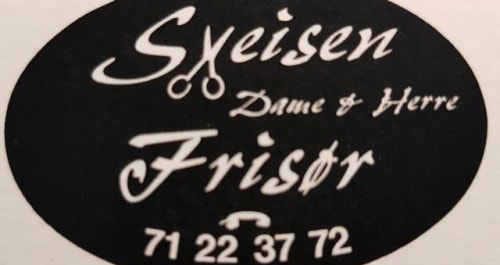 Sxeisen
Dame & Herre
Frisør
71 22 37 72